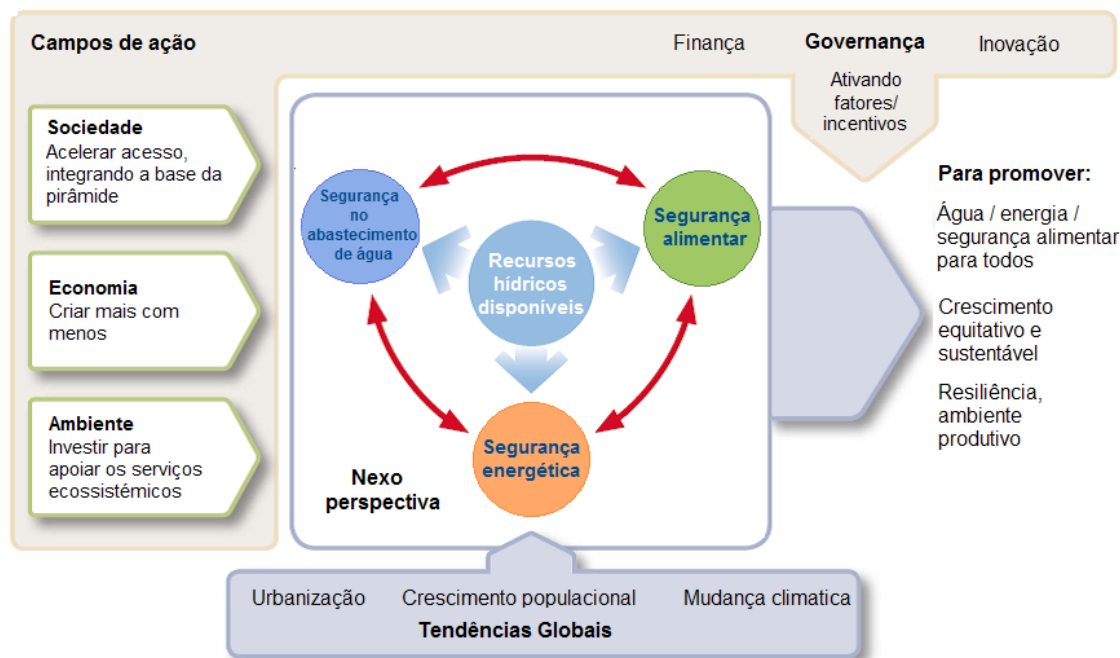 Campos de ação
Finança
Governança
Inovação
Ativando
fatores/
incentivos
Sociedade
Acelerar acesso,
integrando a base da
pirâmide
Economia
Criar mais com
menos
Ambiente
Investir para
apoiar os serviços
ecossistémicos
Segurança
no
abastecimento
de água
Segurança
alimentar
Recursos
hídricos
disponíveis
Segurança
energética
Nexo
perspectiva
Para promover:
Água / energia /
segurança alimentar
para todos
Crescimento
equitativo e
sustentável
Resiliência,
ambiente
produtivo
Urbanização
Crescimento populacional
Mudança climatica
Tendências Globais